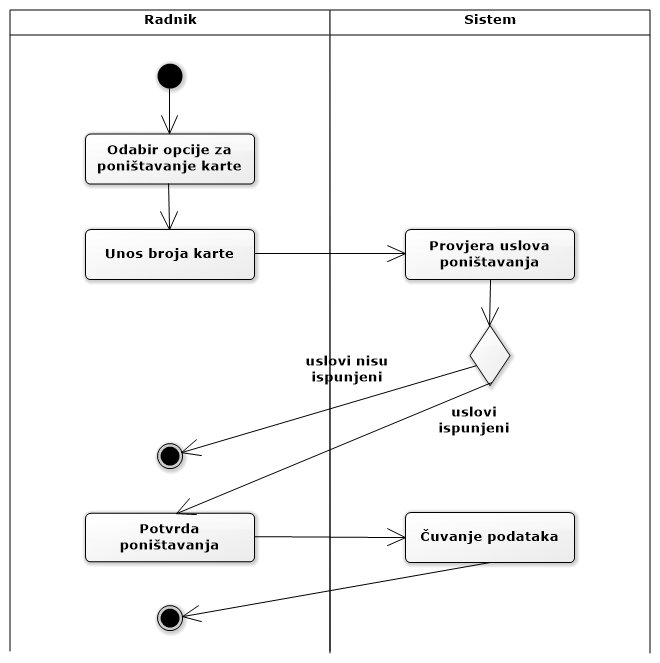 Radnik
Sistem
Odabir opcije za
poništavanje karte
Unos broja karte
Provjera uslova
poništavanja
uslovi nisu
ispunjeni
uslovi
ispunjeni
Potvrda
poništavanja
Čuvanje podataka